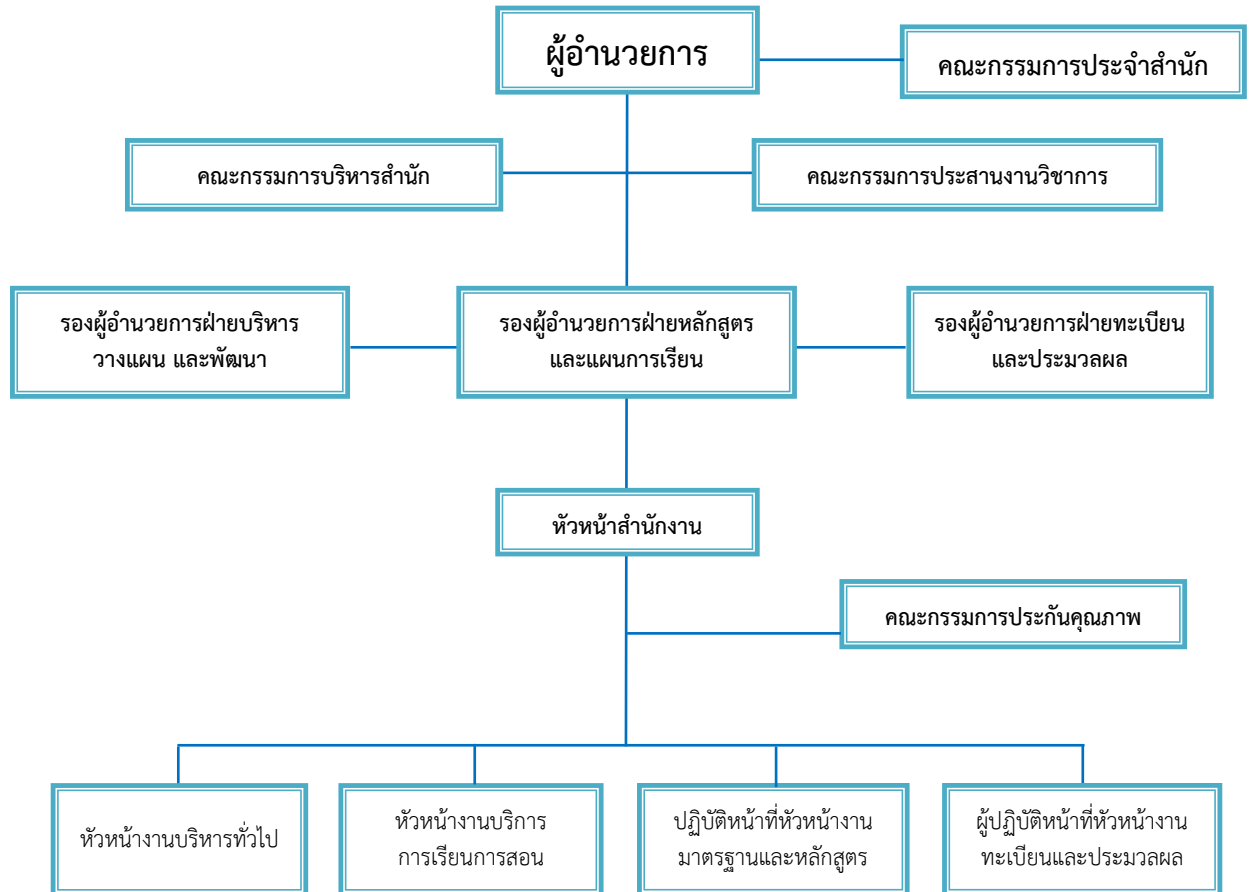 ผู้อำนวยการ
คณะกรรมการประจำสำนัก
คณะกรรมการบริหารสำนัก
คณะกรรมการประสานงานวิชาการ
รองผู้อำนวยการฝ่ายบริหาร
วางแผน และพัฒนา
รองผู้อำนวยการฝ่ายหลักสูตร
และแผนการเรียน
รองผู้อำนวยการฝ่ายทะเบียน
และประมวลผล
หัวหน้าสำนักงาน
คณะกรรมการประกันคุณภาพ
หัวหน้างานบริหารทั่วไป
หัวหน้างานบริการ
การเรียนการสอน
ปฏิบัติหน้าที่หัวหน้างาน
มาตรฐานและหลักสูตร
ผู้ปฏิบัติหน้าที่หัวหน้างาน
ทะเบียนและประมวลผล